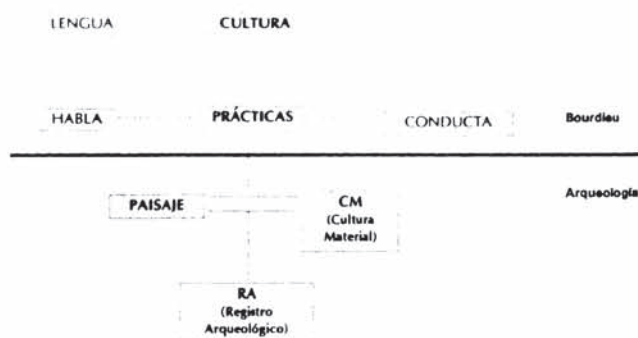 LENGUA CULTURA
HABLA PRÁCTICAS CONDUCTA Bourdieu
PAISAJE CM Arqueología
(Cultura
Material)
RA
(Registro
Arqueológico)